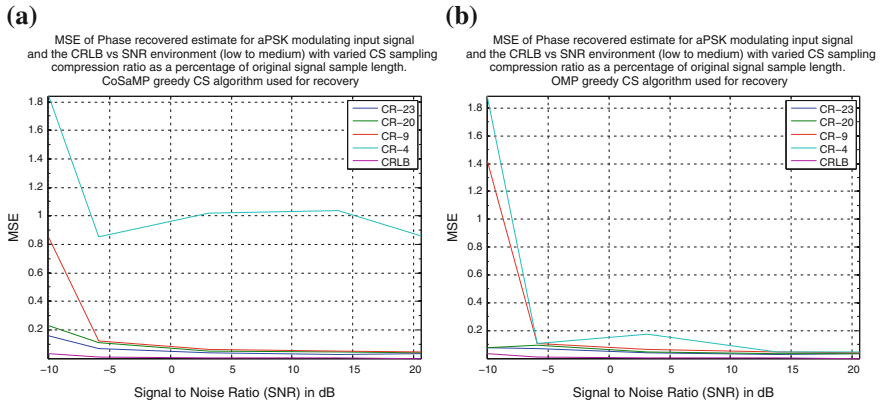 (a)
MSE of Phase recovered estimate for aPSK modulating input signal
and the CRLB vs SNR environment (low to medium) with varied CS sampling
compression ratio as a percentage of original signal sample length.
CoSaMP greedy CS algorithm used for recovery
1.8
1.6
1.4
1.2
1
0.8
0.6
0.4
0.2
MSE
CR-23
CR-20
CR-9
CR-4
CRLB
−10 −5 0 5 10 15 20
Signal to Noise Ratio (SNR) in dB
(b)
MSE of Phase recovered estimate for aPSK modulating input signal
and the CRLB vs SNR environment (low to medium) with varied CS sampling
compression ratio as a percentage of original signal sample length.
OMP greedy CS algorithm used for recovery
1.8
1.6
1.4
1.2
1
0.8
0.6
0.4
0.2
MSE
CR-23
CR-20
CR-9
CR-4
CRLB
−10 −5 0 5 10 15 20
Signal to Noise Ratio (SNR) in dB